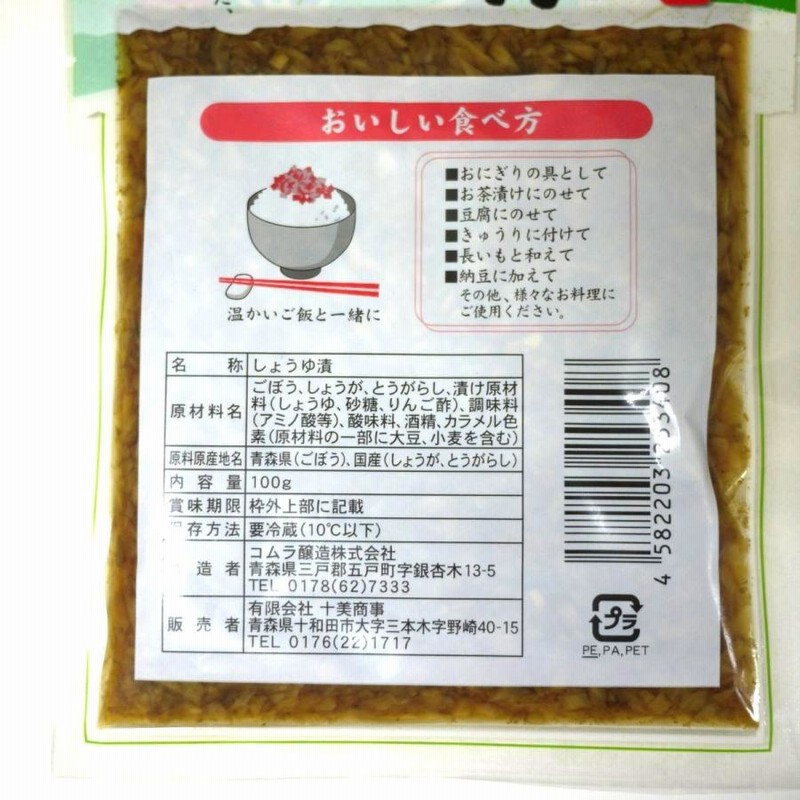 おいしい食べ方
■おにぎりの具として
■お茶漬けにのせて
■豆腐にのせて
■きゅうりに付けて
■長いもと和えて
■納豆に加えて
その他、様々なお料理に
ご使用ください。
温かいご飯と一緒に
名称 しょうゆ漬
原材料名 ごぼう、しょうが、とうがらし、漬け原材
料(しょうゆ、砂糖、りんご酢)、調味料
(アミノ酸等)、酸味料、酒精、カラメル色
素(原材料の一部に大豆、小麦を含む)
原料原産地名 青森県(ごぼう)、国産(しょうが、とうがらし)
内容量 100g
賞味期限 枠外上部に記載
存方法 要冷蔵(10℃以下)
造者 コムラ醸造株式会社
青森県三戸郡五戸町字銀杏木13-5
TEL 0178(62)7333
販売者 有限会社 十美商事
青森県十和田市大字三本木字野崎40-15
TEL 0176(22)1717
プラ
PE,PA,PET